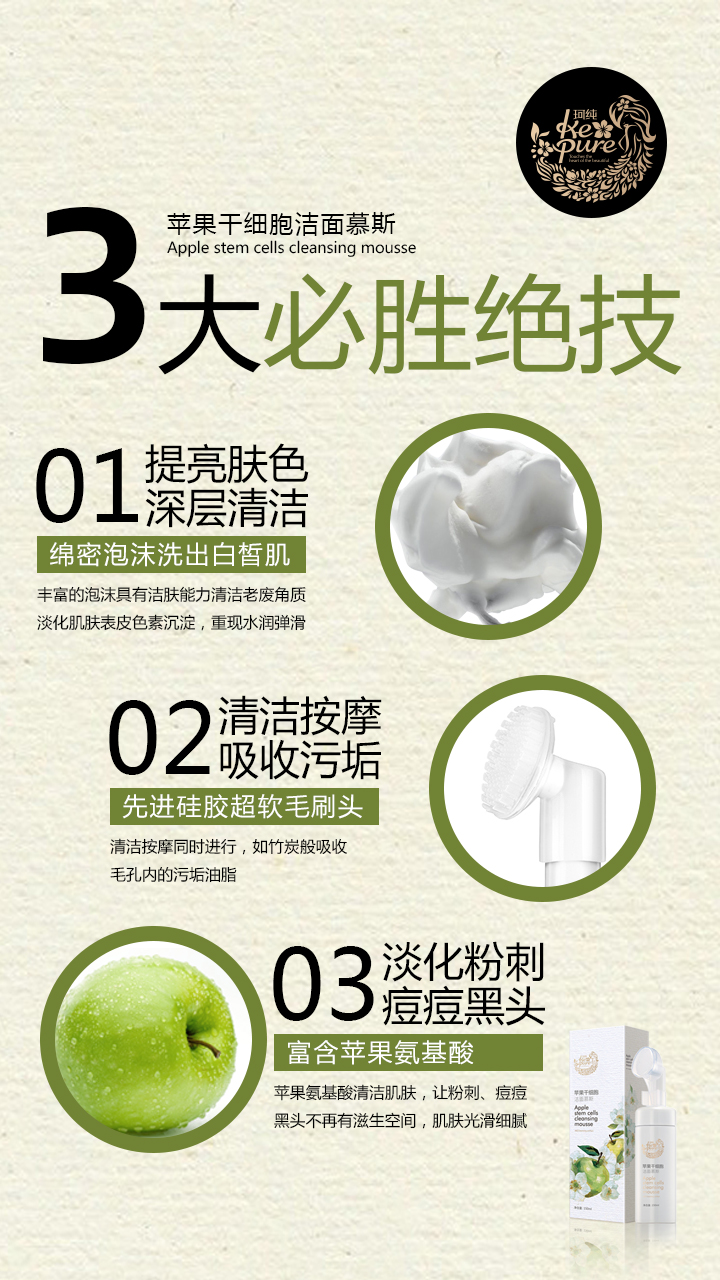 珂纯
Ke
pure
Touches the
heart of the beautiful
苹果干细胞洁面慕斯
Apple stem cells cleansing mousse
3大必胜绝技
01
提亮肤色
深层清洁
绵密泡沫洗出白皙肌
丰富的泡沫具有洁肤能力清洁老废角质
淡化肌肤表皮色素沉淀，重现水润弹滑
02
清洁按摩
吸收污垢
先进硅胶超软毛刷头
清洁按摩同时进行，如竹炭般吸收
毛孔内的污垢油脂
03
淡化粉刺
痘痘黑头
富含苹果氨基酸
苹果氨基酸清洁肌肤，让粉刺、痘痘
黑头不再有滋生空间，肌肤光滑细腻
苹果干细胞
洁面慕斯
Apple
stem cells
cleansing
mousse
苹果干细胞
洁面慕斯